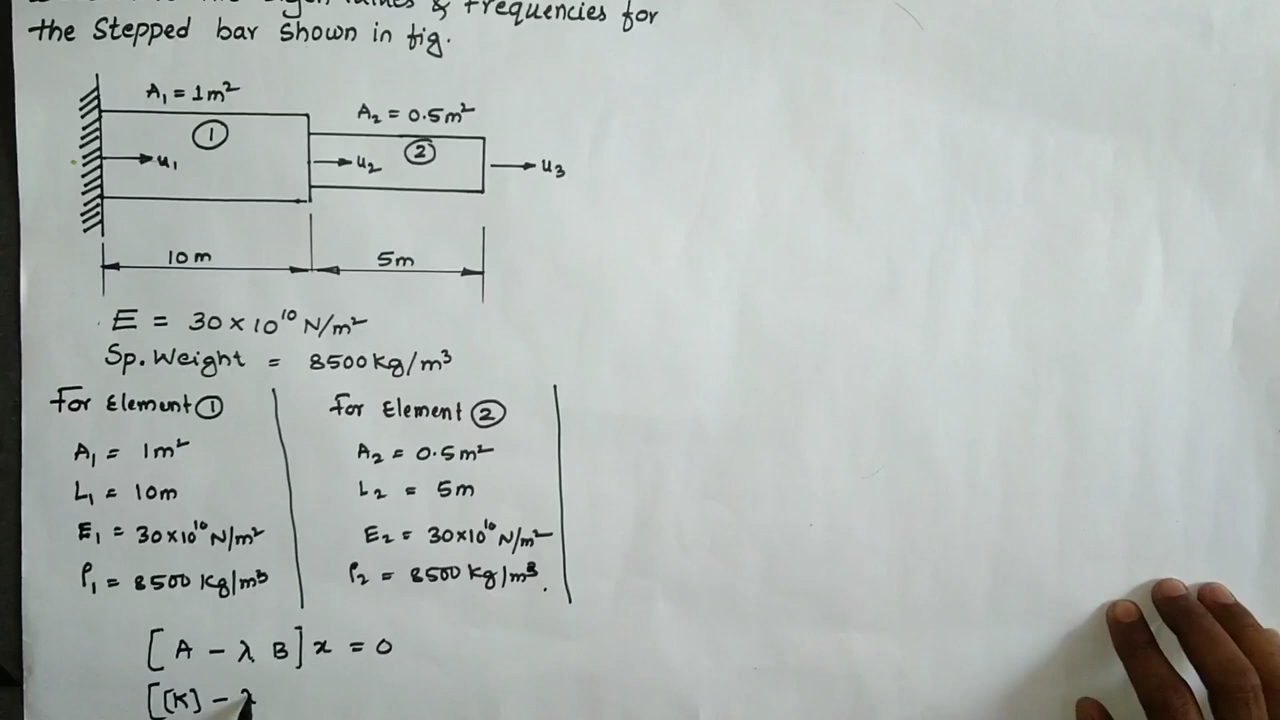 & frequencies for
the Stepped bar shown in fig.
A₁ = 1m²
A₂ = 0.5m²
①
②
u₁
u₂
u₃
10m
5m
E = 30×10¹⁰ N/m²
Sp. Weight = 8500 kg/m³
For Element ①
For Element ②
A₁ = 1m²
A₂ = 0.5m²
L₁ = 10m
L₂ = 5m
E₁ = 30×10¹⁰ N/m²
E₂ = 30×10¹⁰ N/m²
ρ₁ = 8500 Kg/m³
ρ₂ = 8500 Kg/m³.
[A - λ B] x = 0
[[K] -